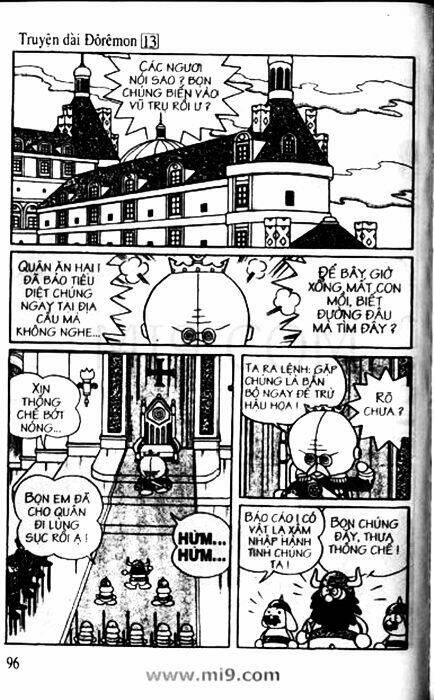 Truyện dài Đôrêmon 13
CÁC NGƯƠI
NÓI SAO? BỌN
CHÚNG BIẾN VÀO
VŨ TRỤ RỒI Ư?
QUÂN ĂN HẠI!
ĐÃ BẢO TIÊU
DIỆT CHÚNG
NGAY TẠI ĐỊA
CẦU MÀ
KHÔNG NGHE...
ĐỂ BÂY GIỜ
XỔNG MẤT CON
MỒI, BIẾT
ĐƯỜNG ĐÂU
MÀ TÌM ĐÂY?
XIN
THỐNG
CHẾ BỚT
NÓNG...
BỌN EM ĐÃ
CHO QUÂN
ĐI LÙNG
SỤC RỒI Ạ!
HỪM...
HỪM...
TA RA LỆNH: GẶP
CHÚNG LÀ BẮN
BỎ NGAY ĐỂ TRỪ
HẬU HỌA!
RÕ
CHƯA?
BÁO CÁO! CÓ
VẬT LẠ XÂM
NHẬP HÀNH
TINH CHÚNG
TA!
BỌN CHÚNG
ĐẤY, THƯA
THỐNG CHẾ!
96
www.mi9.com